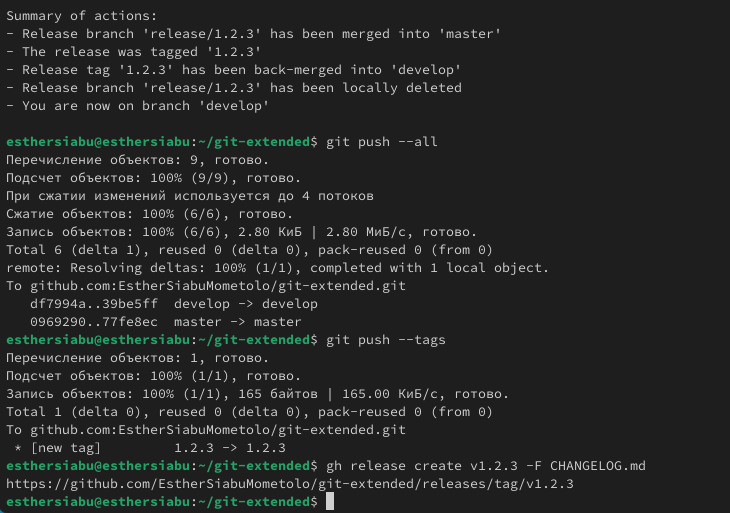 Summary of actions:
- Release branch 'release/1.2.3' has been merged into 'master'
- The release was tagged '1.2.3'
- Release tag '1.2.3' has been back-merged into 'develop'
- Release branch 'release/1.2.3' has been locally deleted
- You are now on branch 'develop'
esthersiabu@esthersiabu:~/git-extended$ git push --all
Перечисление объектов: 9, готово.
Подсчет объектов: 100% (9/9), готово.
При сжатии изменений используется до 4 потоков
Сжатие объектов: 100% (6/6), готово.
Запись объектов: 100% (6/6), 2.80 КиБ | 2.80 МиБ/с, готово.
Total 6 (delta 1), reused 0 (delta 0), pack-reused 0 (from 0)
remote: Resolving deltas: 100% (1/1), completed with 1 local object.
To github.com:EstherSiabuMometolo/git-extended.git
   df7994a..39be5ff  develop -> develop
   0969290..77fe8ec  master -> master
esthersiabu@esthersiabu:~/git-extended$ git push --tags
Перечисление объектов: 1, готово.
Подсчет объектов: 100% (1/1), готово.
Запись объектов: 100% (1/1), 165 байтов | 165.00 КиБ/с, готово.
Total 1 (delta 0), reused 0 (delta 0), pack-reused 0 (from 0)
To github.com:EstherSiabuMometolo/git-extended.git
 * [new tag]         1.2.3 -> 1.2.3
esthersiabu@esthersiabu:~/git-extended$ gh release create v1.2.3 -F CHANGELOG.md
https://github.com/EstherSiabuMometolo/git-extended/releases/tag/v1.2.3
esthersiabu@esthersiabu:~/git-extended$